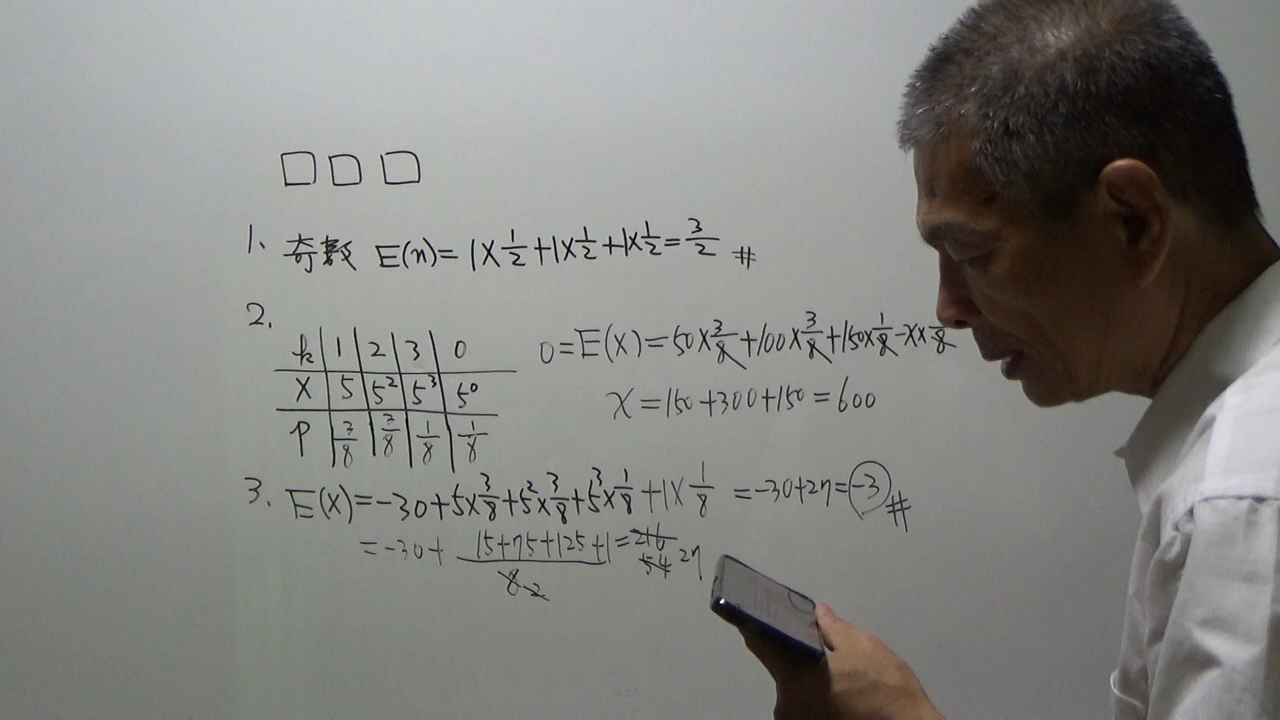 □ □ □
1、奇數 E(n)=1×1/2+1×1/2+1×1/2=3/2 #
2.
k 1 2 3 0
X 5 5² 5³ 5⁰
P 3/8 3/8 1/8 1/8
0=E(X)=50×3/8+100×3/8+150×1/8-x×1/8
x=150+300+150=600
3. E(X)=-30+5×3/8+5²×3/8+5³×1/8+1×1/8=-30+27=-3 #
=-30+ (15+75+125+1)/8 2 = 216 54 27